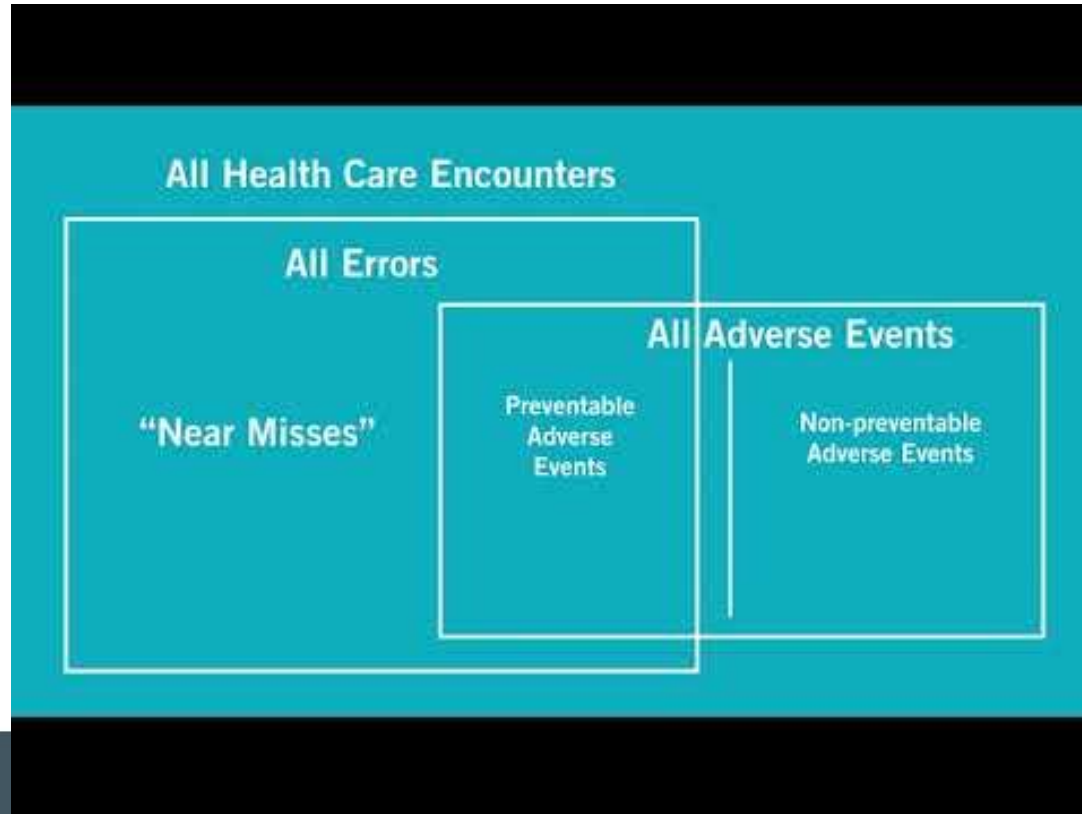 All Health Care Encounters
All Errors
All Adverse Events
“Near Misses”
Preventable
Adverse
Events
Non-preventable
Adverse Events